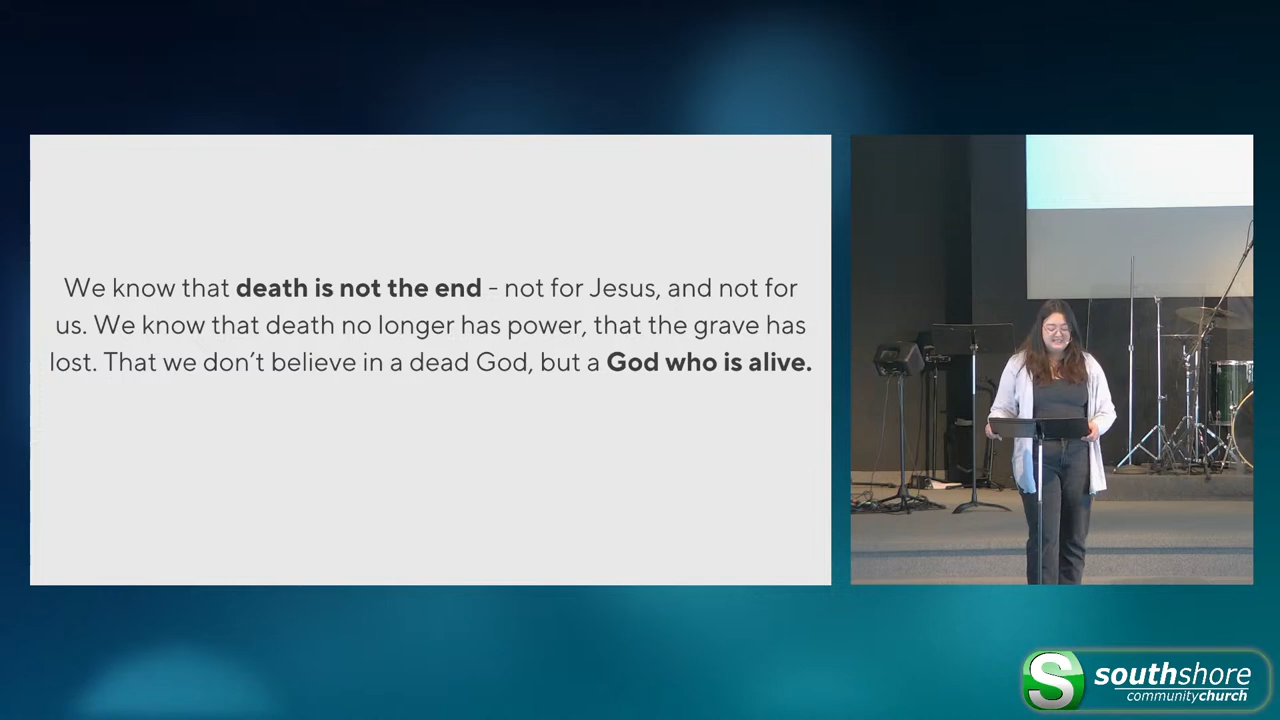 We know that death is not the end - not for Jesus, and not for
us. We know that death no longer has power, that the grave has
lost. That we don’t believe in a dead God, but a God who is alive.
S southshore
communitychurch